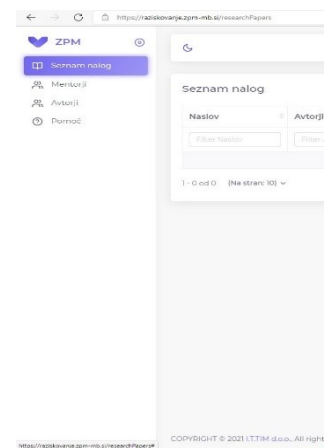 https://raziskovanje.zpm-mb.si/researchPapers
ZPM
Seznam nalog
Mentorji
Avtorji
Pomoč
Seznam nalog
Naslov
Avtorji
Filter Naslov
Filter
1 - 0 od 0 (Na stran: 10)
COPYRIGHT © 2021 I.T.TIM d.o.o., All right
https://raziskovanje.zpm-mb.si/researchPapers#